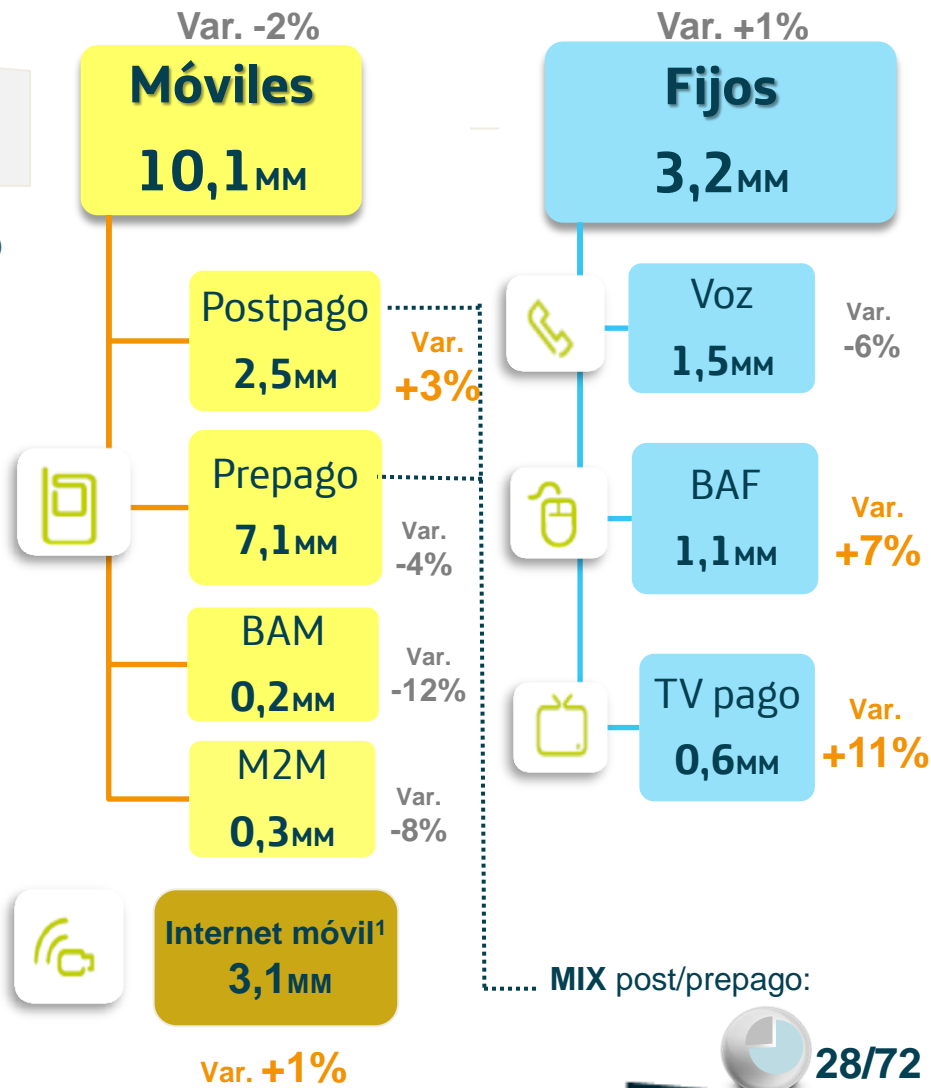 Var. -2%
Móviles
10,1MM
Postpago
2,5MM
Var.
+3%
Prepago
7,1MM
Var.
-4%
BAM
0,2MM
Var.
-12%
M2M
0,3MM
Var.
-8%
Internet móvil¹
3,1MM
Var. +1%
Var. +1%
Fijos
3,2MM
Voz
1,5MM
Var.
-6%
BAF
1,1MM
Var.
+7%
TV pago
0,6MM
Var.
+11%
MIX post/prepago:
28/72